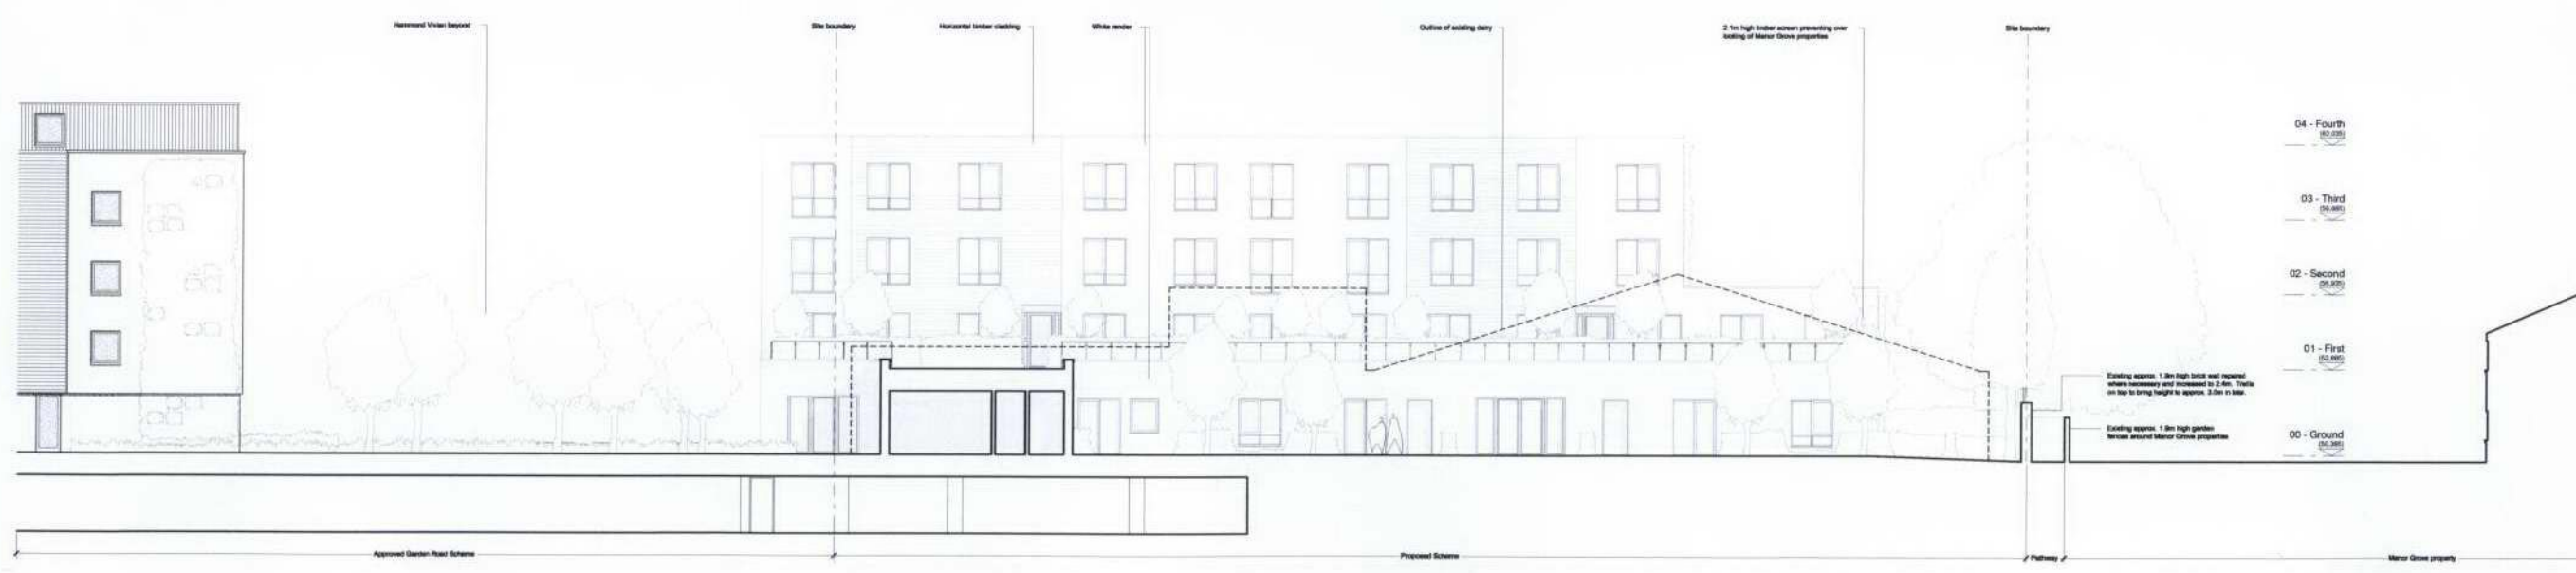 Hammond Vivian beyond
Site boundary
Horizontal timber cladding
White render
Outline of existing dairy
2.1m high timber screen preventing over
looking of Manor Grove properties
Site boundary
04 - Fourth
03 - Third
02 - Second
01 - First
00 - Ground
(50.385)
Existing approx. 1.9m high brick wall repaired
where necessary and increased to 2.4m. Trellis
on top to bring height to approx. 3.0m in total.
Existing approx. 1.9m high garden
fences around Manor Grove properties
Approved Garden Road Scheme
Proposed Scheme
Pathway
Manor Grove property